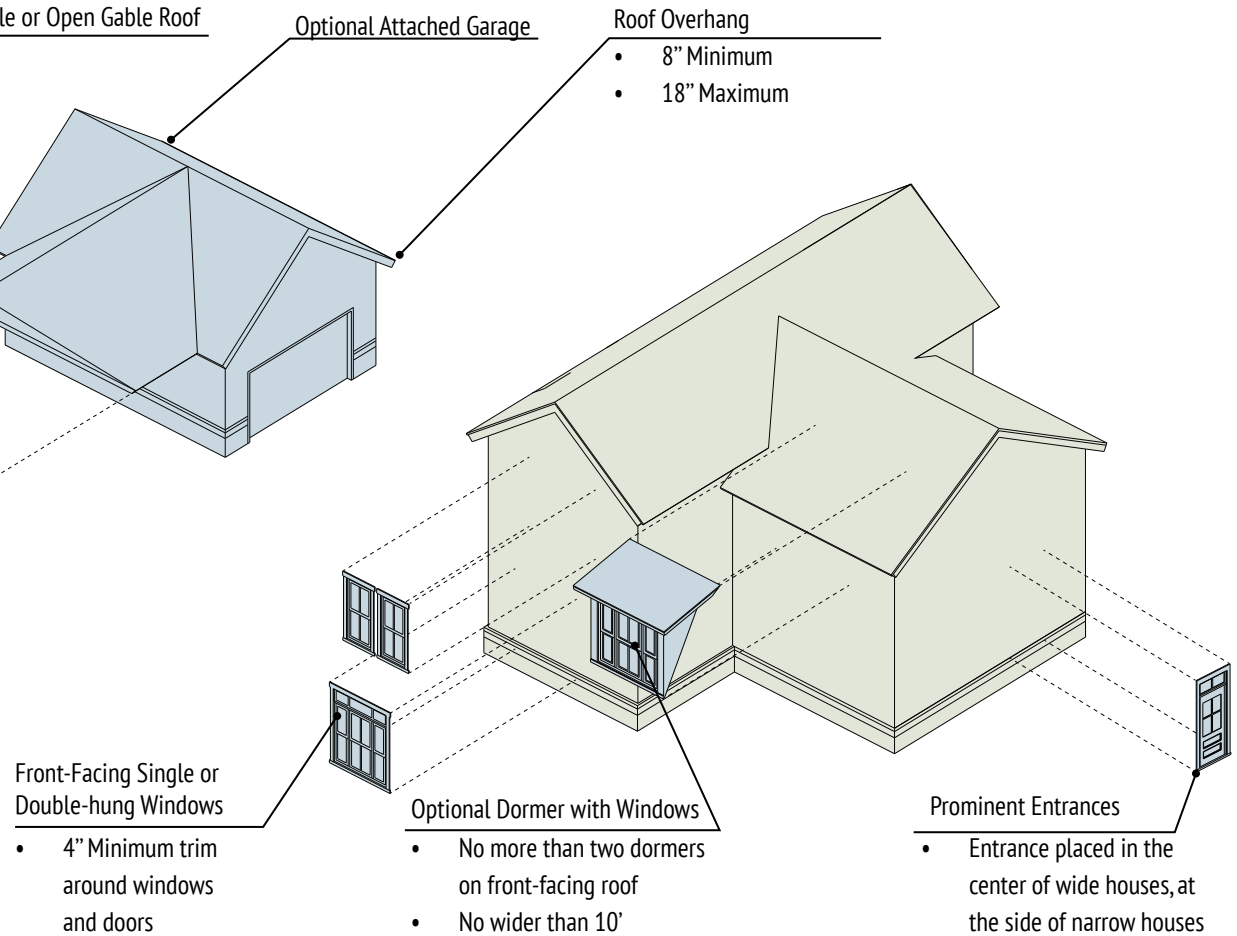 le or Open Gable Roof
Optional Attached Garage
Roof Overhang
• 8” Minimum
• 18” Maximum
Front-Facing Single or
Double-hung Windows
• 4” Minimum trim
around windows
and doors
Optional Dormer with Windows
• No more than two dormers
on front-facing roof
• No wider than 10’
Prominent Entrances
• Entrance placed in the
center of wide houses, at
the side of narrow houses